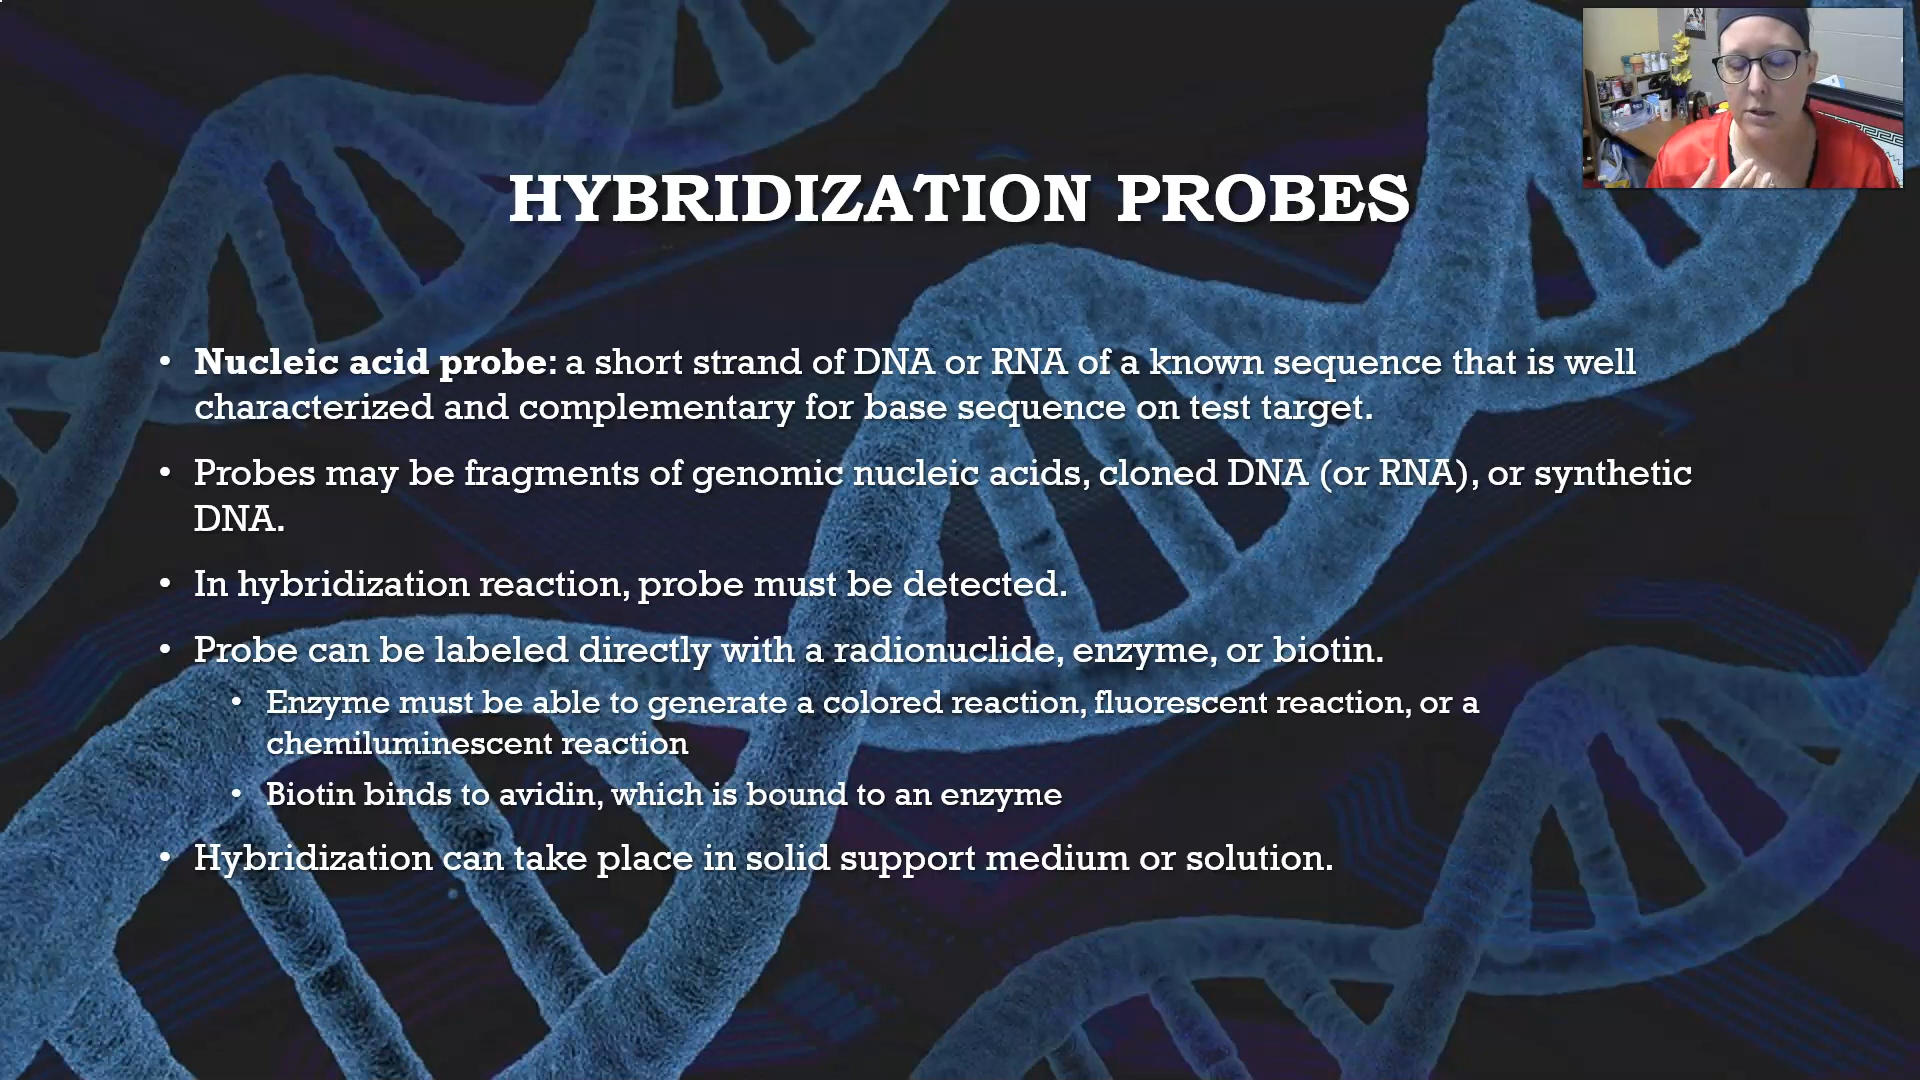 HYBRIDIZATION PROBES
• Nucleic acid probe: a short strand of DNA or RNA of a known sequence that is well
characterized and complementary for base sequence on test target.
• Probes may be fragments of genomic nucleic acids, cloned DNA (or RNA), or synthetic
DNA.
• In hybridization reaction, probe must be detected.
• Probe can be labeled directly with a radionuclide, enzyme, or biotin.
• Enzyme must be able to generate a colored reaction, fluorescent reaction, or a
chemiluminescent reaction
• Biotin binds to avidin, which is bound to an enzyme
• Hybridization can take place in solid support medium or solution.